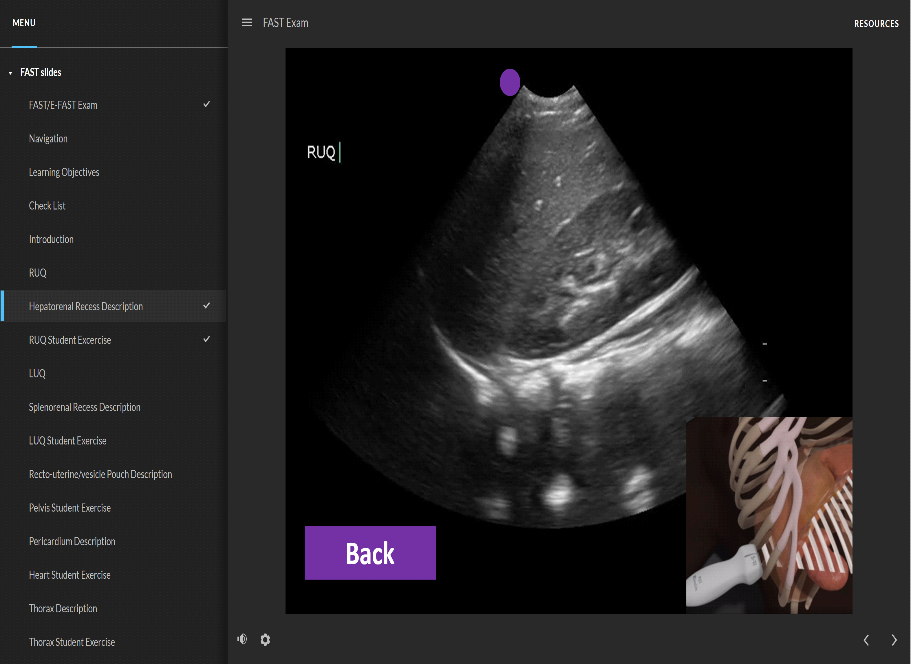 MENU
FAST slides
FAST/E-FAST Exam
Navigation
Learning Objectives
Check List
Introduction
RUQ
Hepatorenal Recess Description
RUQ Student Excercise
LUQ
Splenorenal Recess Description
LUQ Student Exercise
Recto-uterine/vesicle Pouch Description
Pelvis Student Exercise
Pericardium Description
Heart Student Exercise
Thorax Description
Thorax Student Exercise
FAST Exam
RESOURCES
RUQ
Back